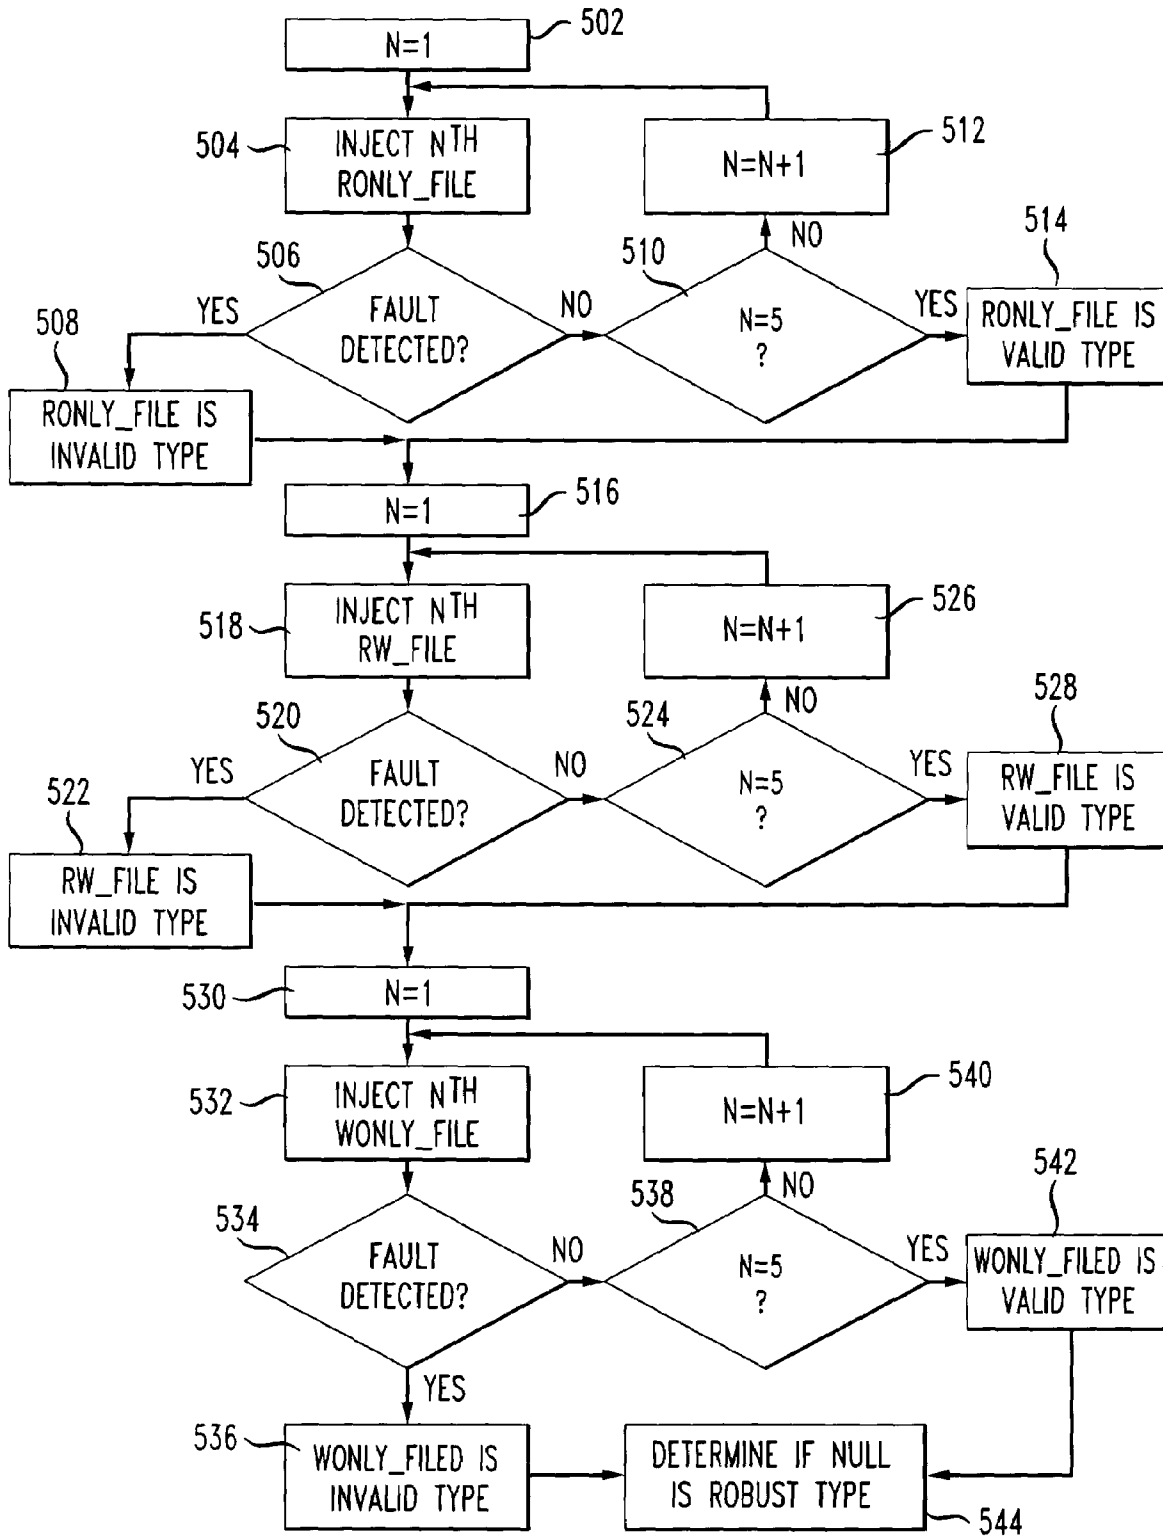 N=1
502
504
INJECT NTH
RONLY_FILE
N=N+1
512
506
FAULT
DETECTED?
YES
NO
510
N=5
?
NO
YES
514
RONLY_FILE IS
VALID TYPE
508
RONLY_FILE IS
INVALID TYPE
N=1
516
518
INJECT NTH
RW_FILE
N=N+1
526
520
FAULT
DETECTED?
YES
NO
524
N=5
?
NO
YES
528
RW_FILE IS
VALID TYPE
522
RW_FILE IS
INVALID TYPE
530
N=1
532
INJECT NTH
WONLY_FILE
N=N+1
540
534
FAULT
DETECTED?
NO
538
N=5
?
NO
YES
542
WONLY_FILED IS
VALID TYPE
YES
536
WONLY_FILED IS
INVALID TYPE
DETERMINE IF NULL
IS ROBUST TYPE
544